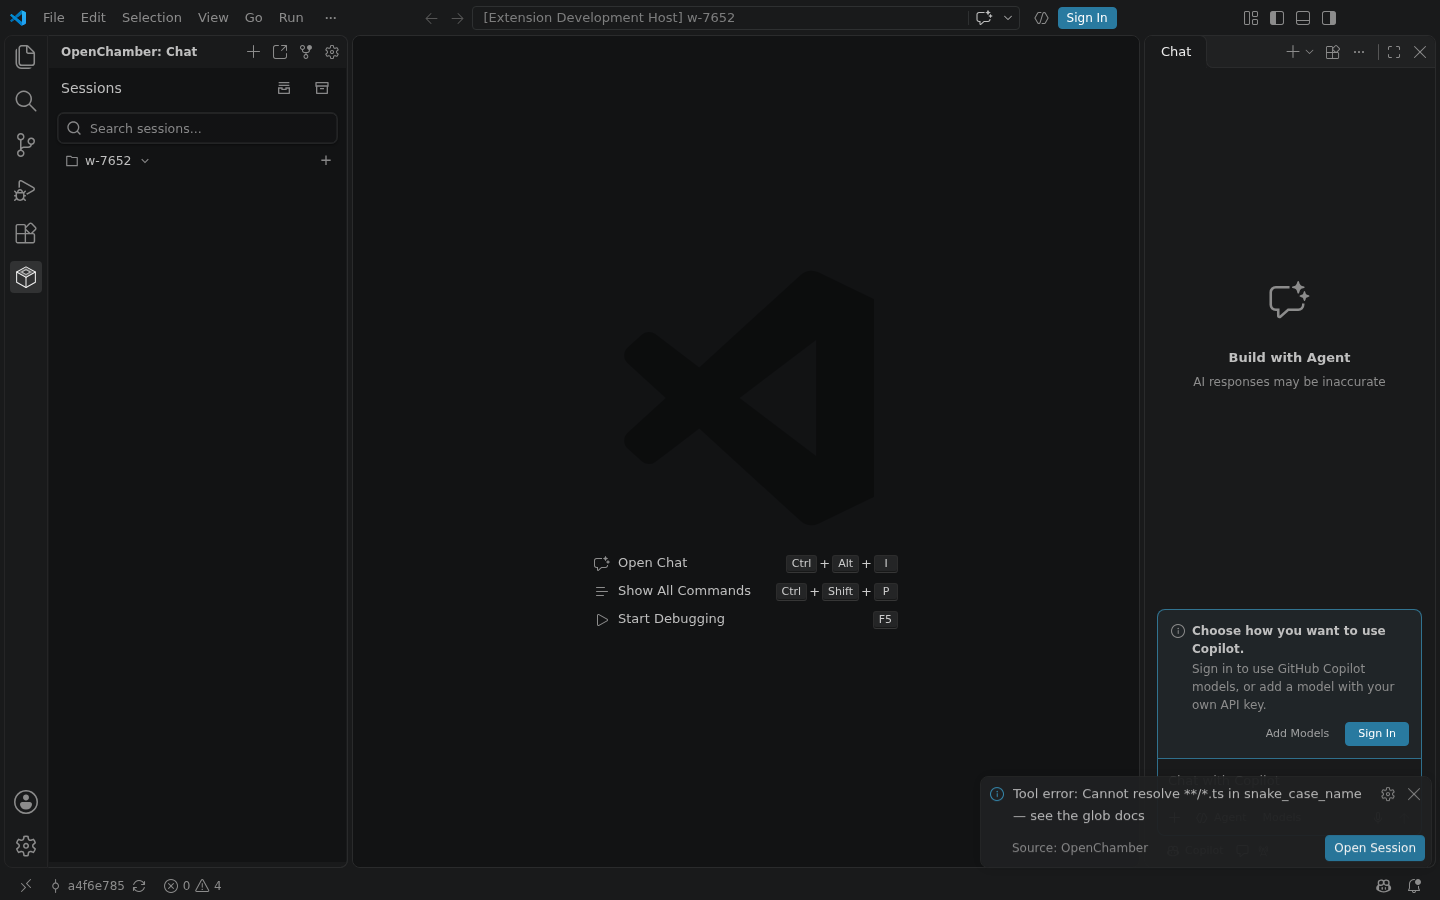 File Edit Selection View Go Run ···
[Extension Development Host] w-7652
Sign In
OpenChamber: Chat
Sessions
Search sessions...
w-7652
Open Chat Ctrl + Alt + I
Show All Commands Ctrl + Shift + P
Start Debugging F5
Chat
Build with Agent
AI responses may be inaccurate
Choose how you want to use
Copilot.
Sign in to use GitHub Copilot
models, or add a model with your
own API key.
Add Models Sign In
Tool error: Cannot resolve **/*.ts in snake_case_name
— see the glob docs
Source: OpenChamber Open Session
a4f6e785 0 4